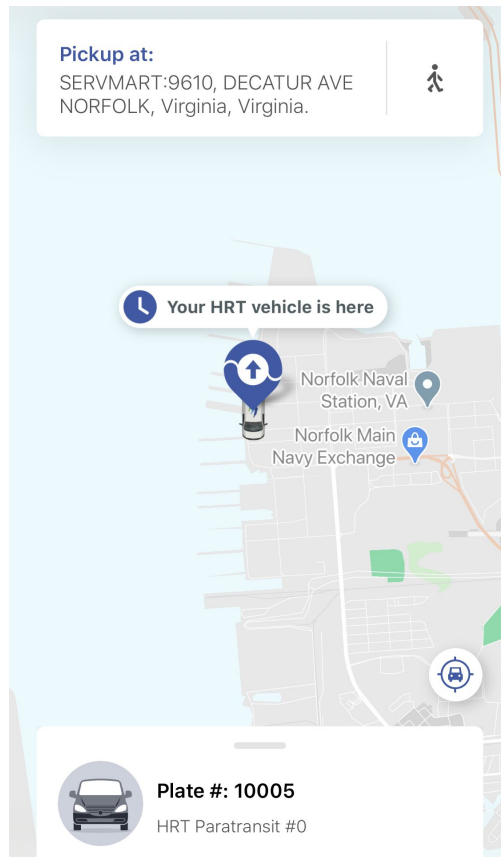 Pickup at:
SERVMART:9610, DECATUR AVE
NORFOLK, Virginia, Virginia.
Your HRT vehicle is here
Norfolk Naval
Station, VA
Norfolk Main
Navy Exchange
Plate #: 10005
HRT Paratransit #0